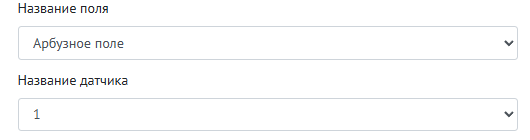 Название поля
Арбузное поле
Название датчика
1